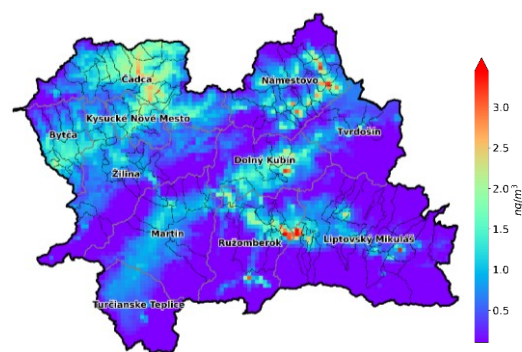 Čadca
Námestovo
Kysucké Nové Mesto
Bytča
Tvrdošín
Dolný Kubín
Žilina
Martin
Ružomberok
Liptovský Mikuláš
Turčianske Teplice
3.0
2.5
2.0
1.5
1.0
0.5
ng/m³